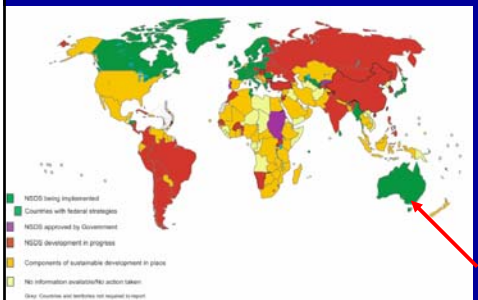 NSDS being implemented
Countries with federal strategies
NSDS approved by Government
NSDS development in progress
Components of sustainable development in place
No information available/No action taken
Grey: Countries and territories not required to report